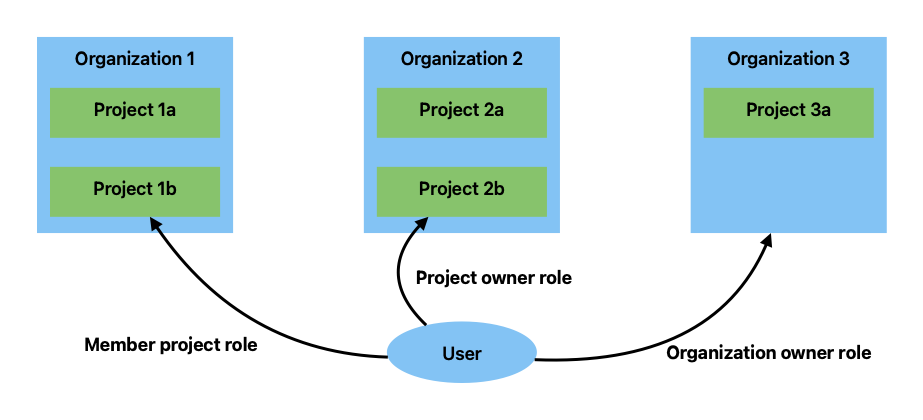 Organization 1
Project 1a
Project 1b
Organization 2
Project 2a
Project 2b
Organization 3
Project 3a
Project owner role
Member project role
User
Organization owner role